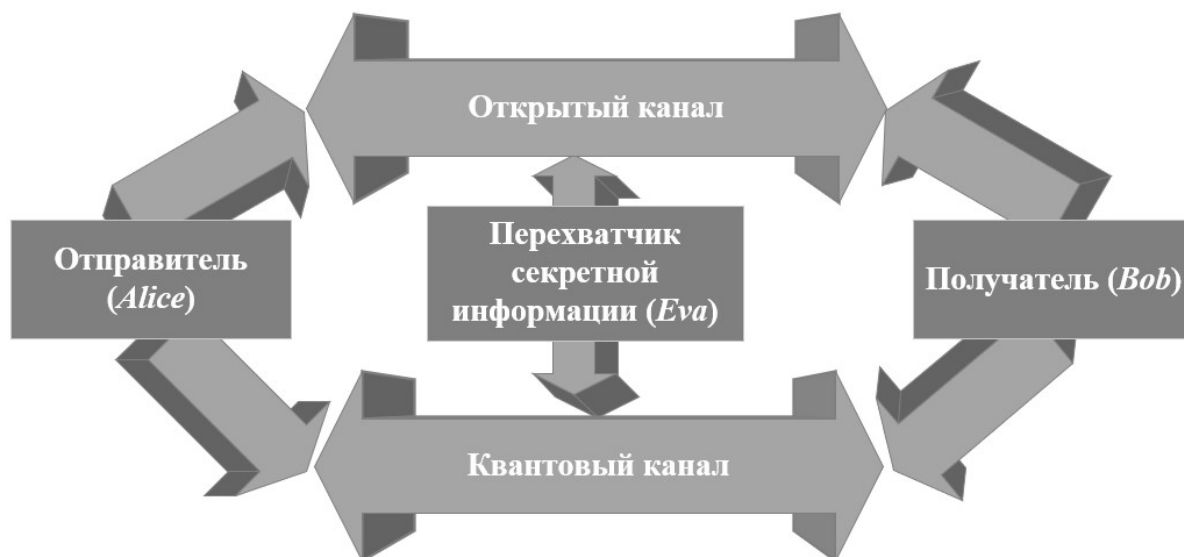 Открытый канал
Отправитель
(Alice)
Перехватчик
секретной
информации (Eva)
Получатель (Bob)
Квантовый канал